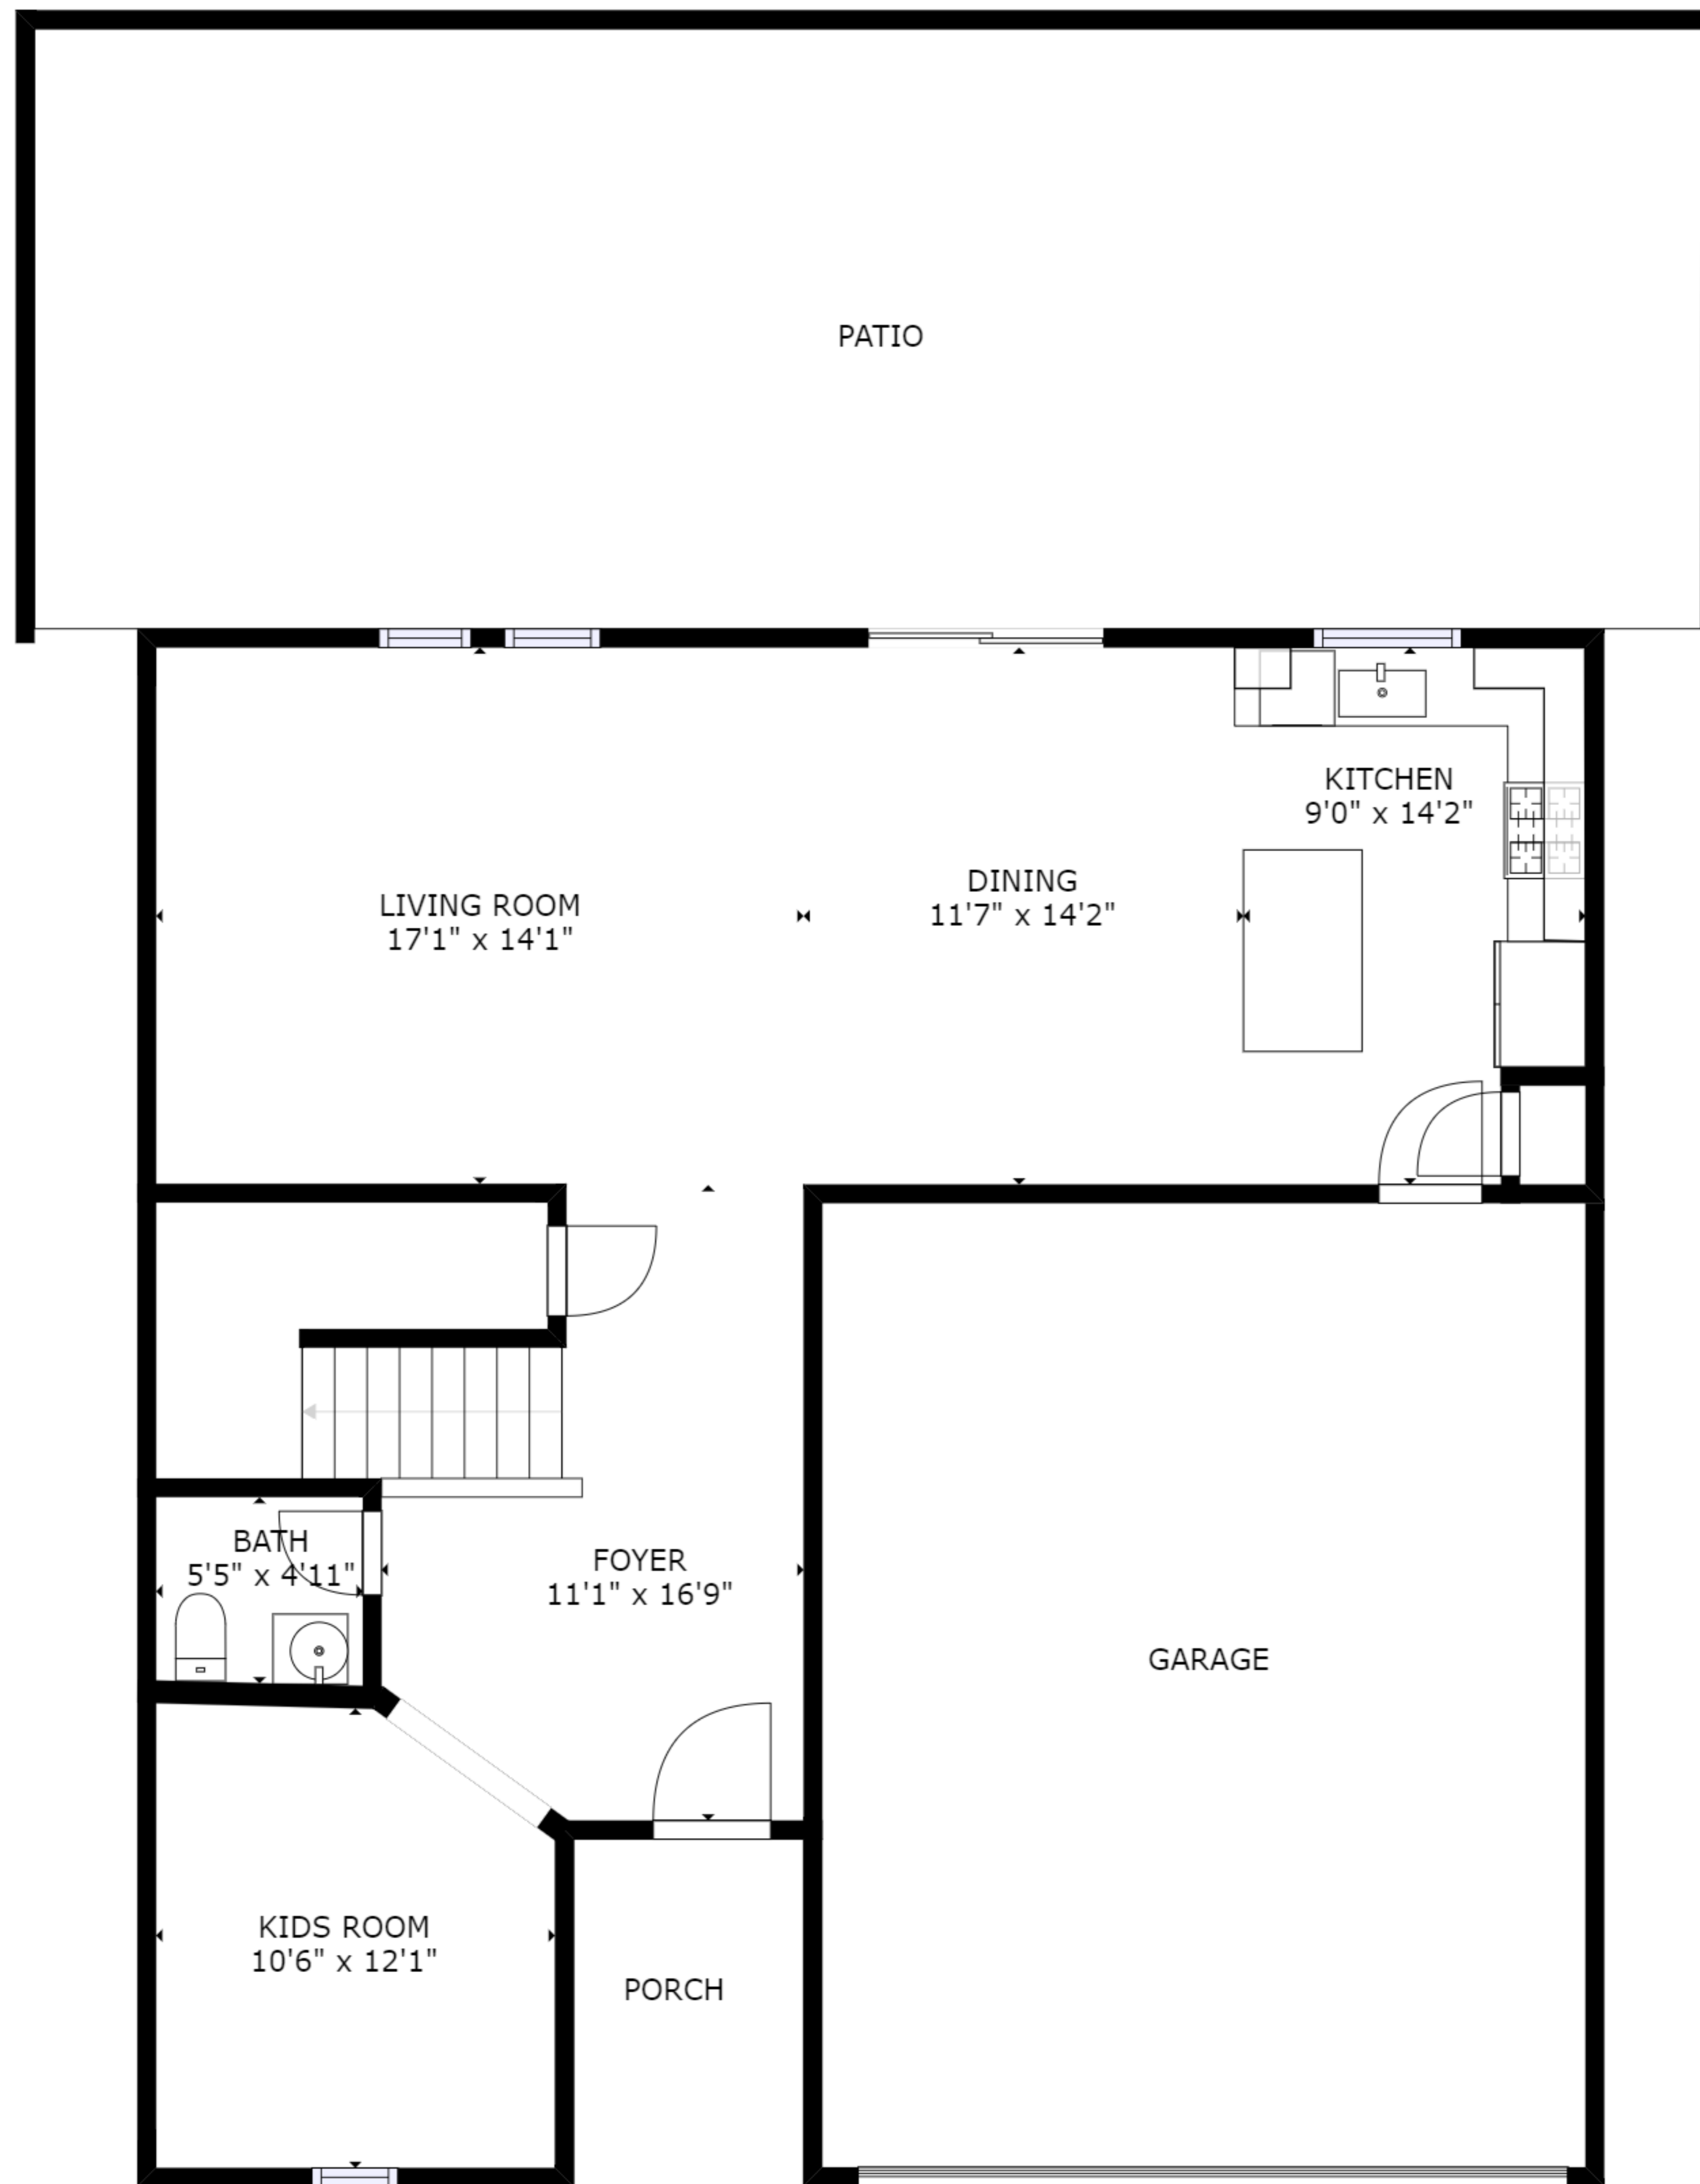 PATIO
KITCHEN
9'0" x 14'2"
DINING
11'7" x 14'2"
LIVING ROOM
17'1" x 14'1"
BATH
5'5" x 4'11"
FOYER
11'1" x 16'9"
GARAGE
KIDS ROOM
10'6" x 12'1"
PORCH